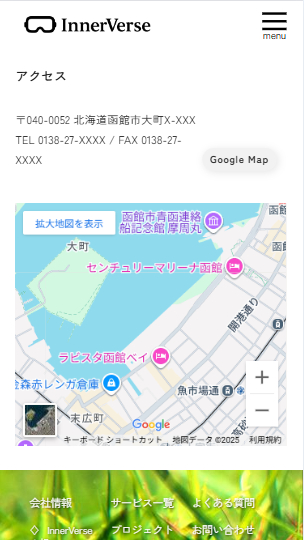 InnerVerse
menu
アクセス
〒040-0052 北海道函館市大町X-XXX
TEL 0138-27-XXXX / FAX 0138-27-
XXXX
Google Map
拡大地図を表示
函館市青函連絡
船記念館 摩周丸
函館
大町
センチュリーマリーナ函館
開港通り
ラビスタ函館ベイ
金森赤レンガ倉庫
魚市場通
末広町
高砂
Google
キーボード ショートカット
地図データ ©2025
利用規約
会社情報 サービス一覧 よくある質問
InnerVerse プロジェクト お問い合わせ